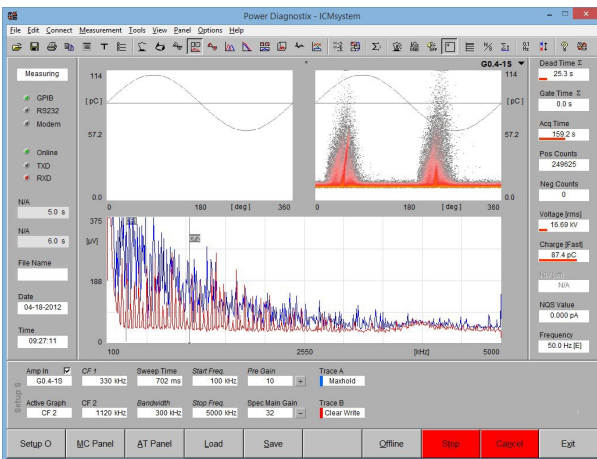 Power Diagnostix - ICMsystem
File Edit Connect Measurement Tools View Panel Options Help
Measuring
GPIB
RS232
Modem
Online
TXD
RXD
N/A
5.0 s
N/A
6.0 s
File Name
Date
04-18-2012
Time
09:27:11
114
[pC]
57.2
0.0
0 180 [deg] 360
G0.4-1S
114
[pC]
57.2
0.0
0 180 [deg] 360
375
[µV]
188
0
CF2
100 2550 [kHz] 5000
Dead Time Σ
25.3 s
Gate Time Σ
0.0 s
Acq Time
159.2 s
Pos Counts
249625
Neg Counts
0
Voltage [rms]
16.69 kV
Charge [Fast]
87.4 pC
N/A
NQS Value
0.000 pA
Frequency
50.0 Hz [E]
Setup S
Amp In CF 1 Sweep Time Start Freq. Pre Gain Trace A
G0.4-1S 330 kHz 702 ms 100 kHz 10 + Maxhold
Active Graph CF 2 Bandwidth Stop Freq. Spec Main Gain Trace B
CF 2 1120 kHz 300 kHz 5000 kHz 32 - Clear Write
Setup O MC Panel AT Panel Load Save Offline Stop Cancel Exit